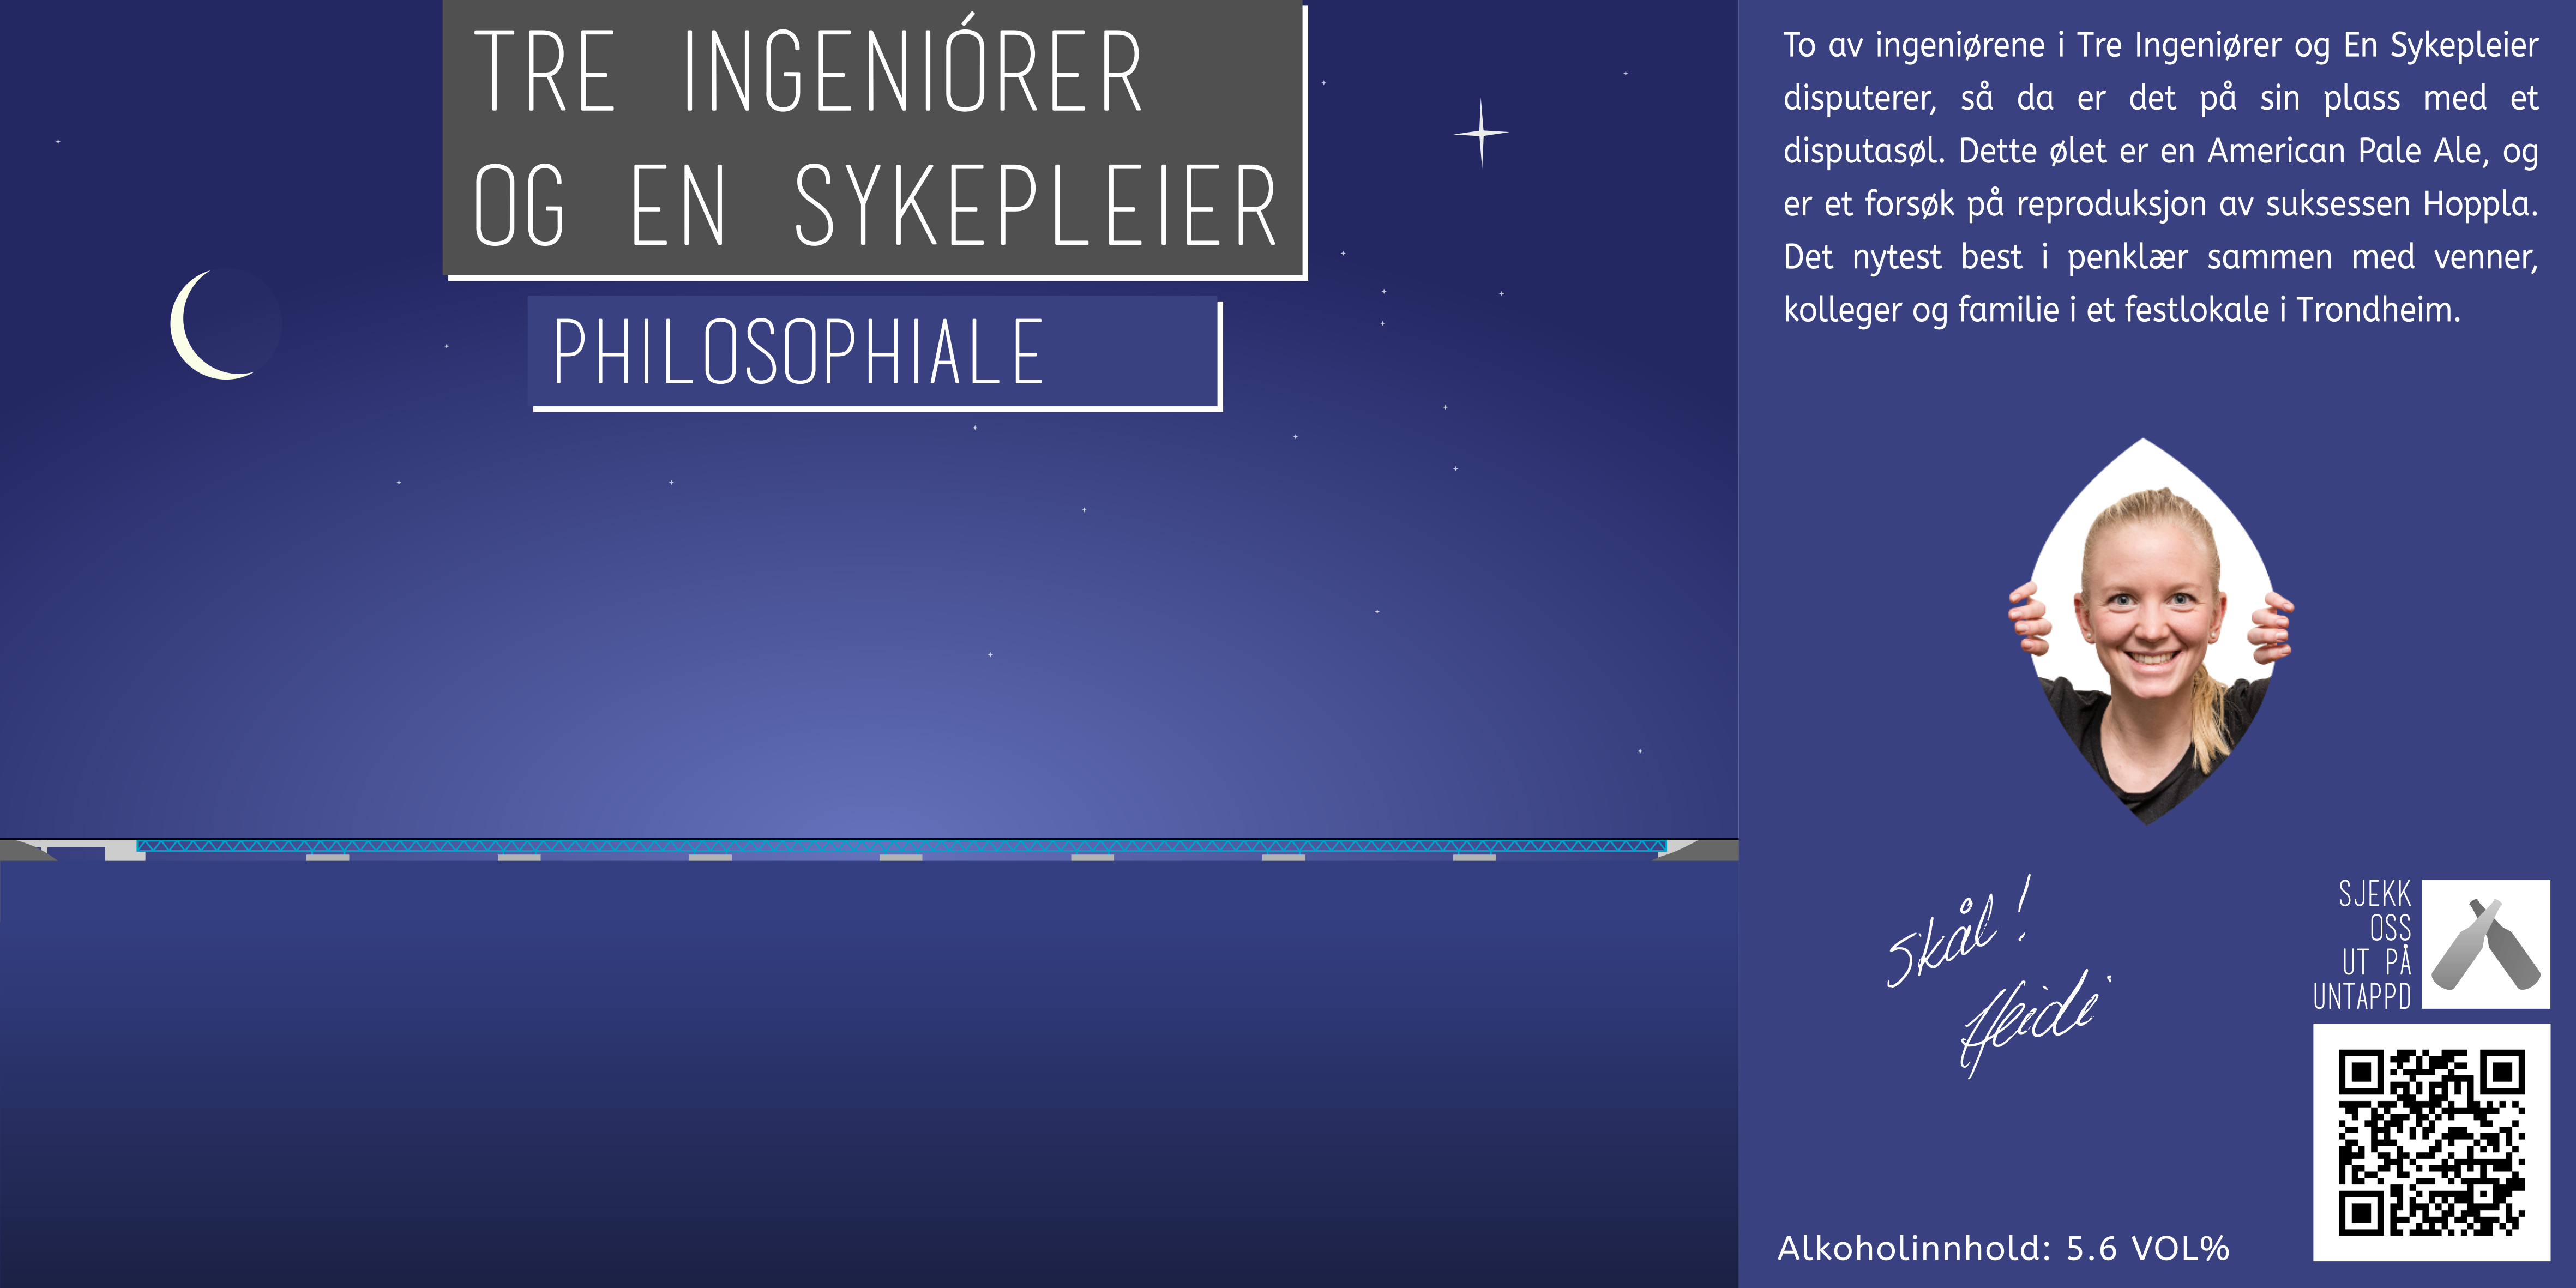 TRE INGENIÓRER
OG EN SYKEPLEIER
PHILOSOPHIALE
To av ingeniørene i Tre Ingeniører og En Sykepleier
disputerer, så da er det på sin plass med et
disputasøl. Dette ølet er en American Pale Ale, og
er et forsøk på reproduksjon av suksessen Hoppla.
Det nytest best i penklær sammen med venner,
kolleger og familie i et festlokale i Trondheim.
Skål!
Heidi
SJEKK
OSS
UT PÅ
UNTAPPD
Alkoholinnhold: 5.6 VOL%